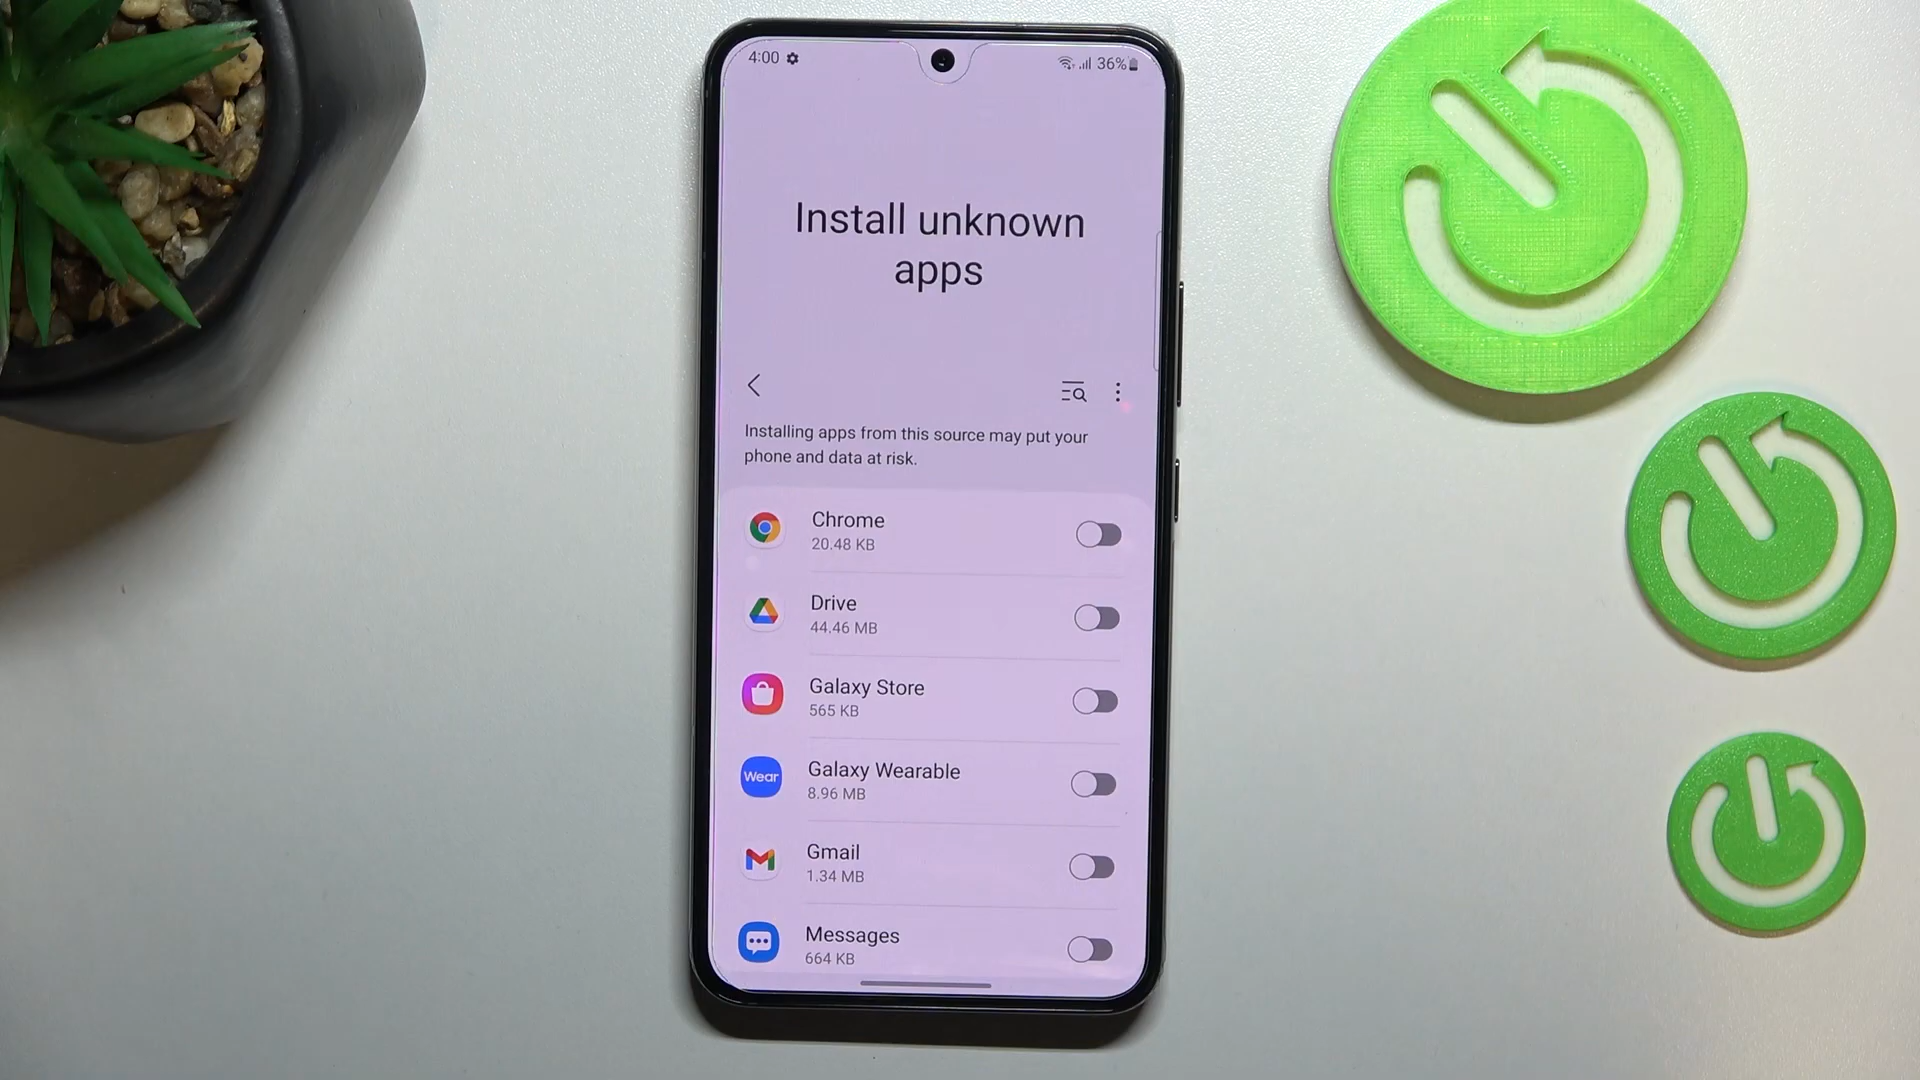 4:00
36%
Install unknown
apps
Installing apps from this source may put your
phone and data at risk.
Chrome
20.48 KB
Drive
44.46 MB
Galaxy Store
565 KB
Wear
Galaxy Wearable
8.96 MB
Gmail
1.34 MB
Messages
664 KB